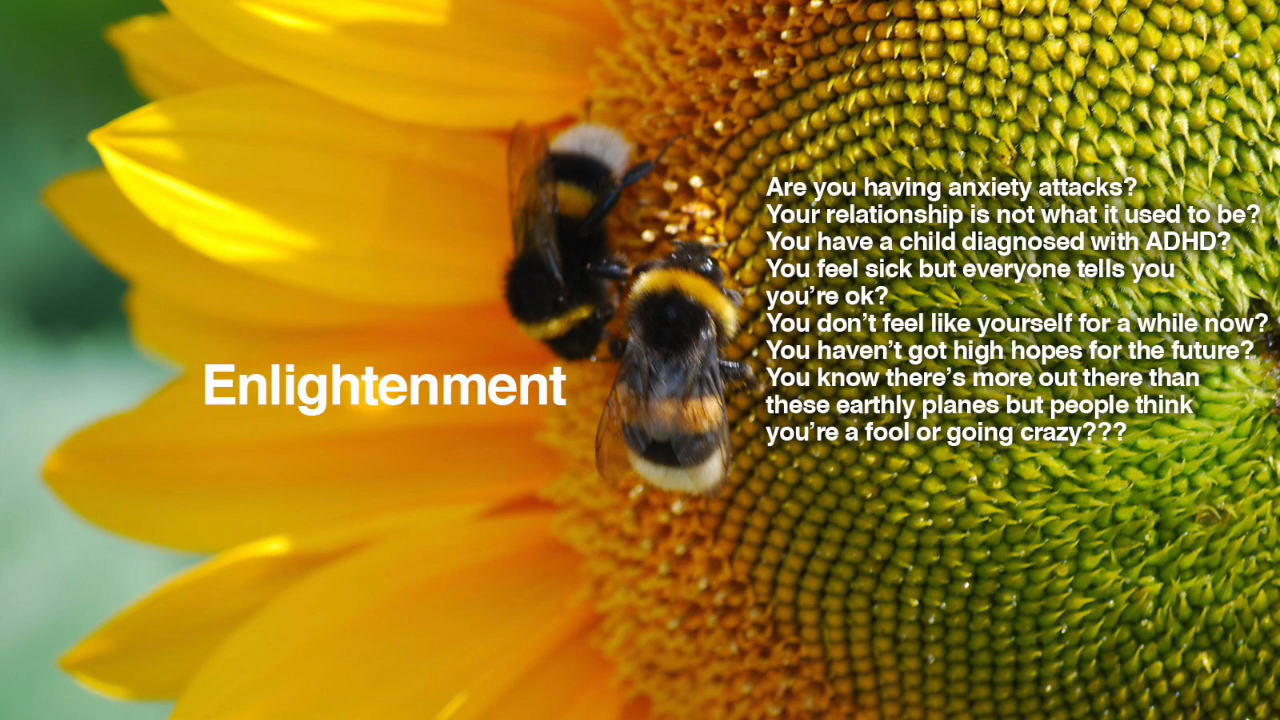 Enlightenment
Are you having anxiety attacks?
Your relationship is not what it used to be?
You have a child diagnosed with ADHD?
You feel sick but everyone tells you
you’re ok?
You don’t feel like yourself for a while now?
You haven’t got high hopes for the future?
You know there’s more out there than
these earthly planes but people think
you’re a fool or going crazy???